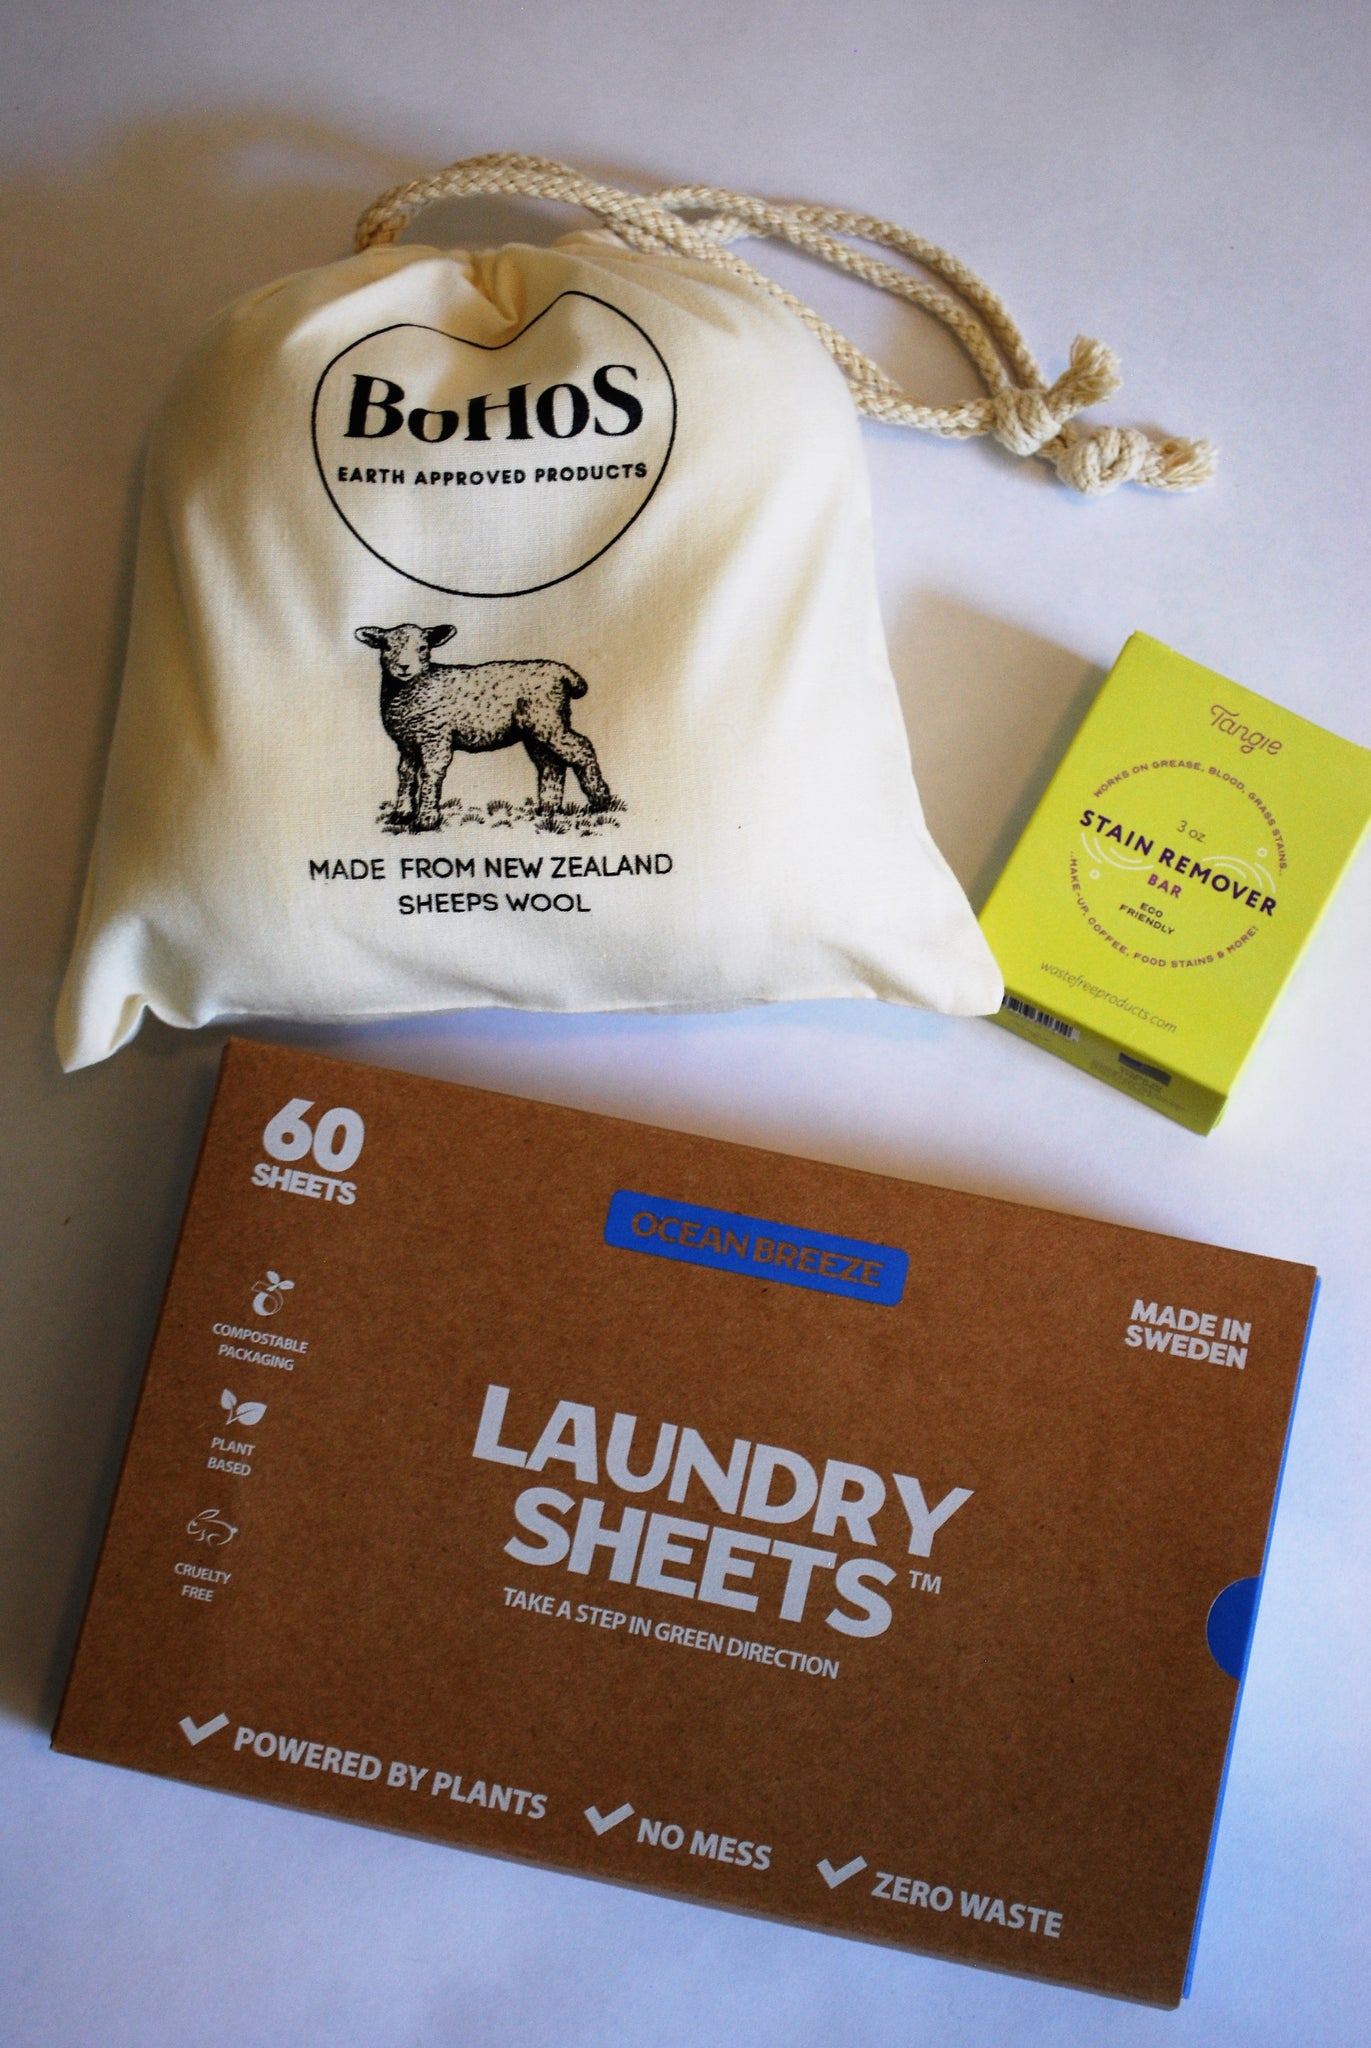 BoHoS
EARTH APPROVED PRODUCTS
MADE FROM NEW ZEALAND
SHEEPS WOOL
Tangie
WORKS ON GREASE, BLOOD, GRASS STAINS..
3 oz
STAIN REMOVER
BAR
ECO
FRIENDLY
..MAKE-UP, COFFEE, FOOD STAINS & MORE!
wastefreeproducts.com
60
SHEETS
OCEAN BREEZE
MADE IN
SWEDEN
COMPOSTABLE
PACKAGING
PLANT
BASED
CRUELTY
FREE
LAUNDRY
SHEETS™
TAKE A STEP IN GREEN DIRECTION
POWERED BY PLANTS
NO MESS
ZERO WASTE